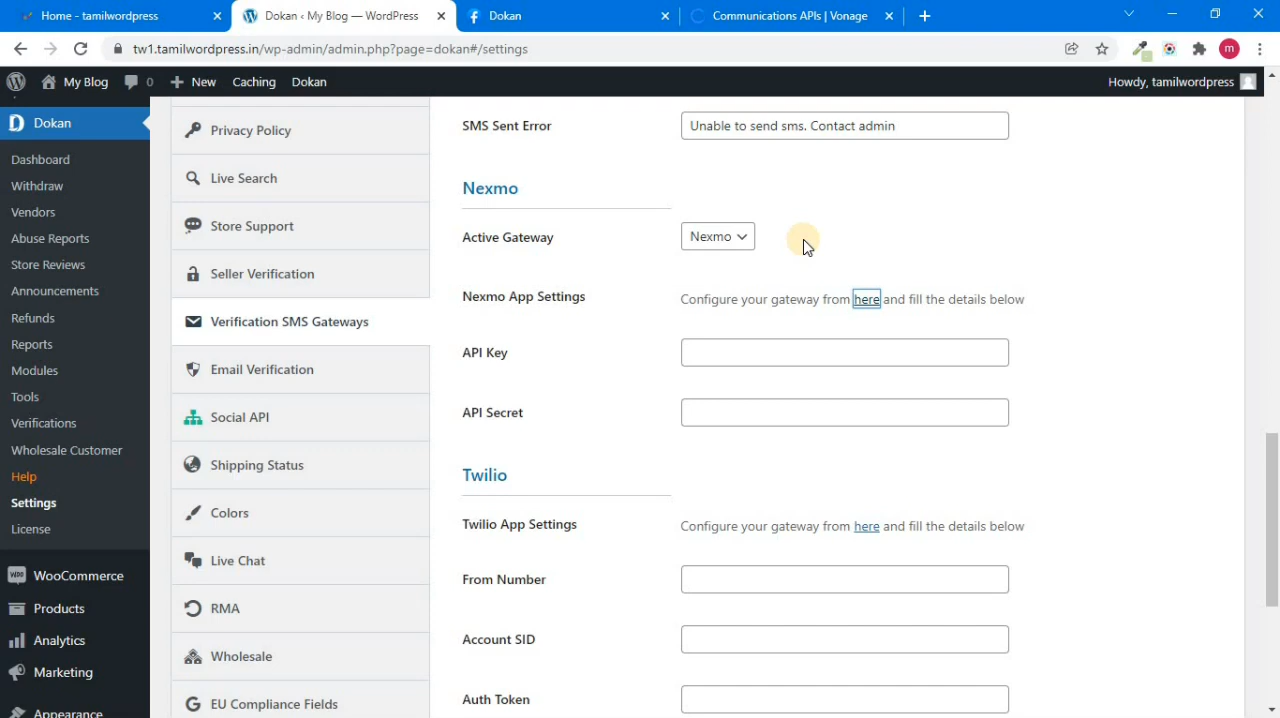 Home - tamilwordpress
Dokan ‹ My Blog — WordPress
Dokan
Communications APIs | Vonage
tw1.tamilwordpress.in/wp-admin/admin.php?page=dokan#/settings
m
My Blog
0
New
Caching
Dokan
Howdy, tamilwordpress
Dokan
Dashboard
Withdraw
Vendors
Abuse Reports
Store Reviews
Announcements
Refunds
Reports
Modules
Tools
Verifications
Wholesale Customer
Help
Settings
License
WooCommerce
Products
Analytics
Marketing
Appearance
Privacy Policy
Live Search
Store Support
Seller Verification
Verification SMS Gateways
Email Verification
Social API
Shipping Status
Colors
Live Chat
RMA
Wholesale
EU Compliance Fields
SMS Sent Error
Unable to send sms. Contact admin
Nexmo
Active Gateway
Nexmo
Nexmo App Settings
Configure your gateway from here and fill the details below
API Key
API Secret
Twilio
Twilio App Settings
Configure your gateway from here and fill the details below
From Number
Account SID
Auth Token